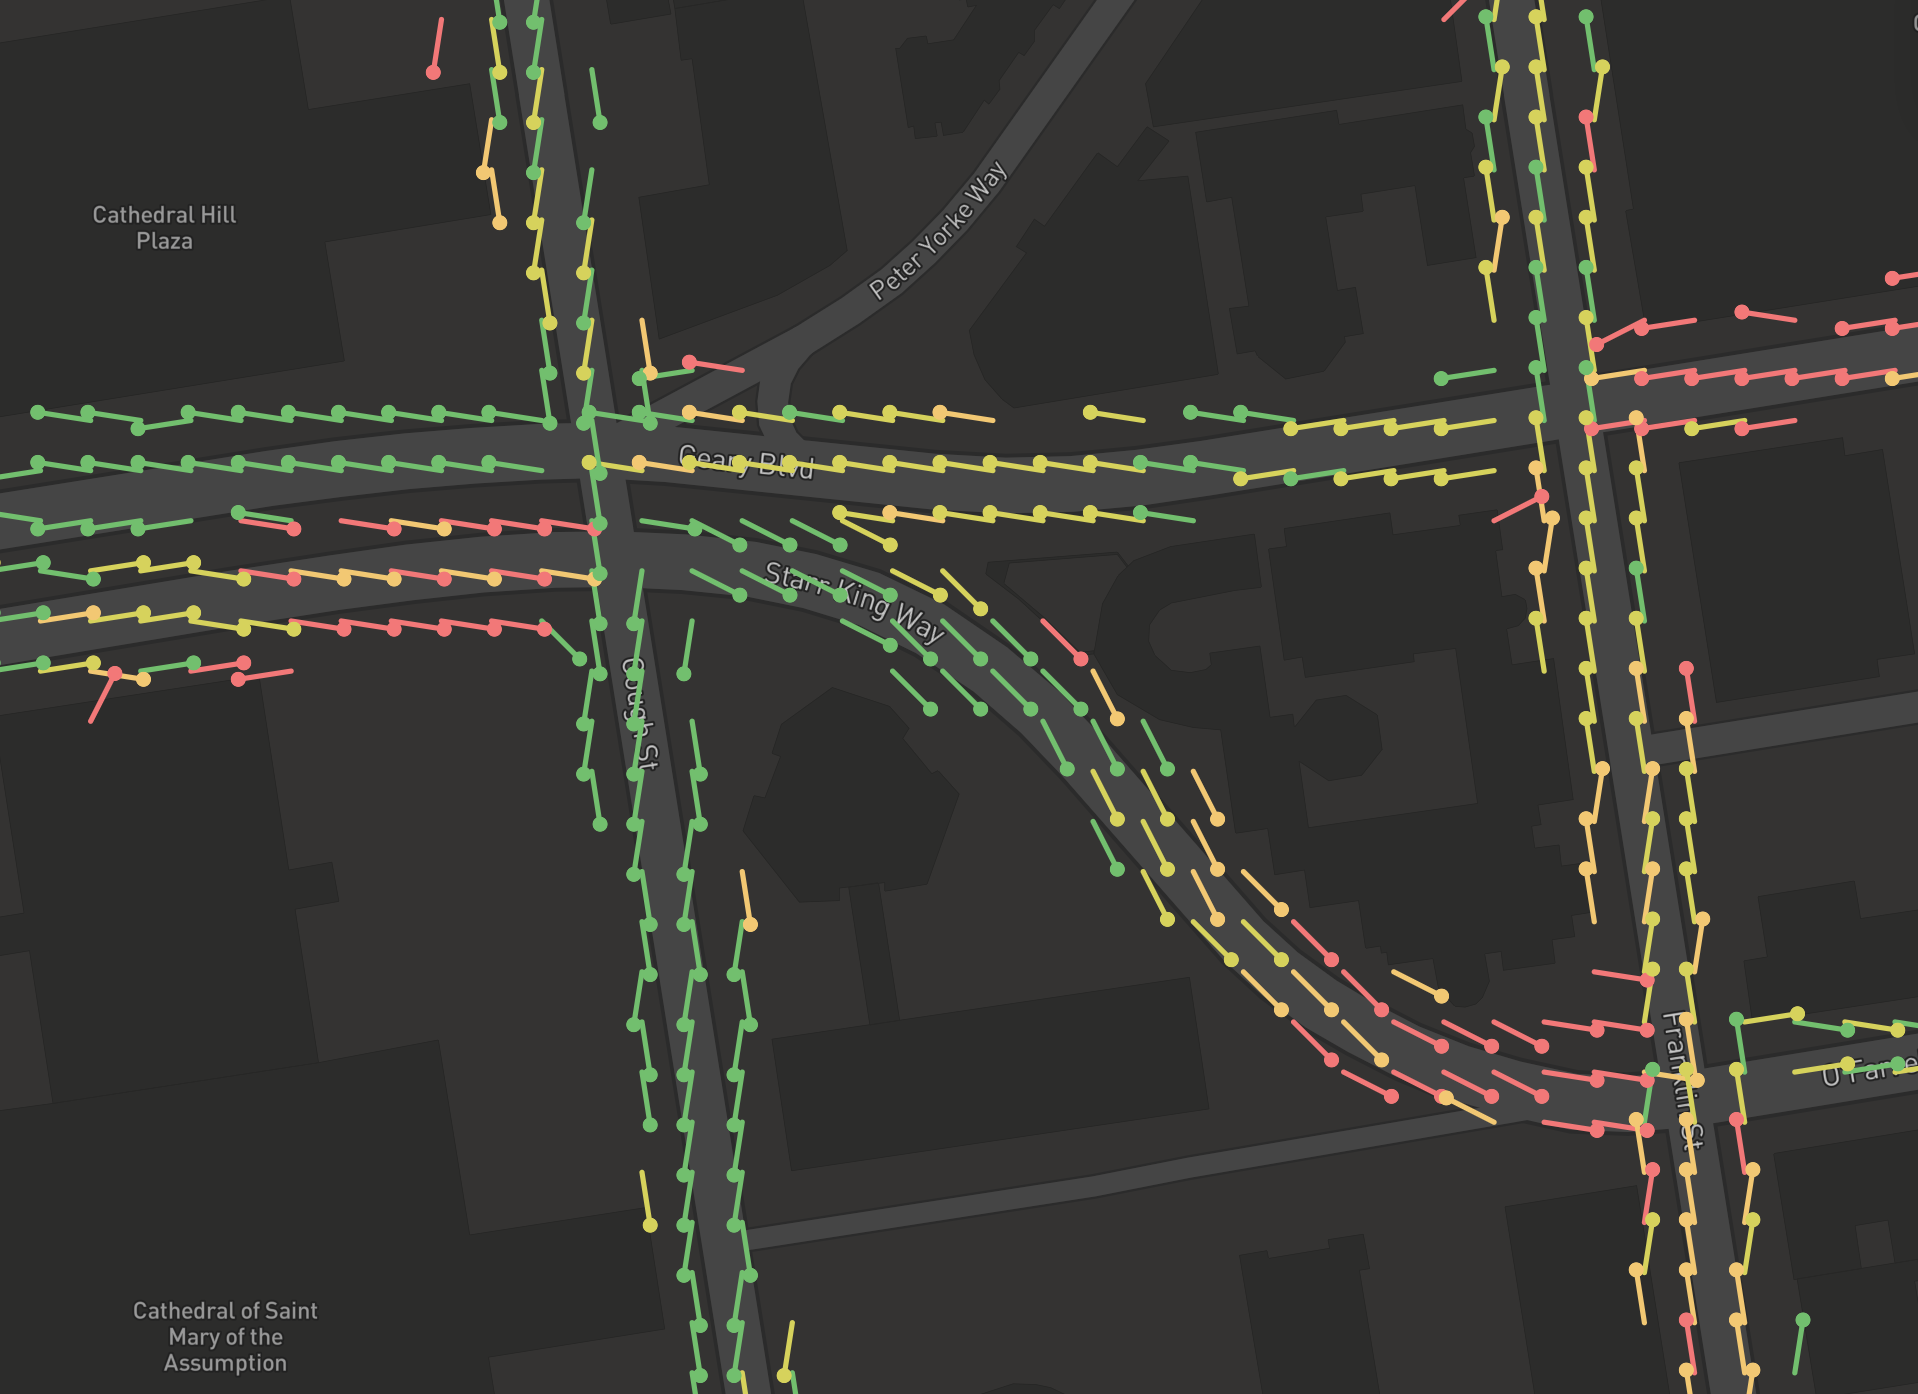 Cathedral Hill
Plaza
Peter Yorke Way
Geary Blvd
Starr King Way
Gough St
Franklin St
Cathedral of Saint
Mary of the
Assumption